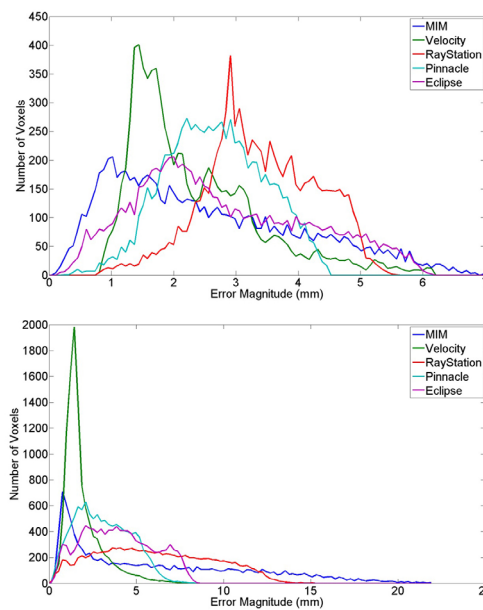 450
400
350
300
250
200
150
100
50
0
0 1 2 3 4 5 6 7
Number of Voxels
Error Magnitude (mm)
MIM
Velocity
RayStation
Pinnacle
Eclipse
2000
1800
1600
1400
1200
1000
800
600
400
200
0
0 5 10 15 20
Number of Voxels
Error Magnitude (mm)
MIM
Velocity
RayStation
Pinnacle
Eclipse